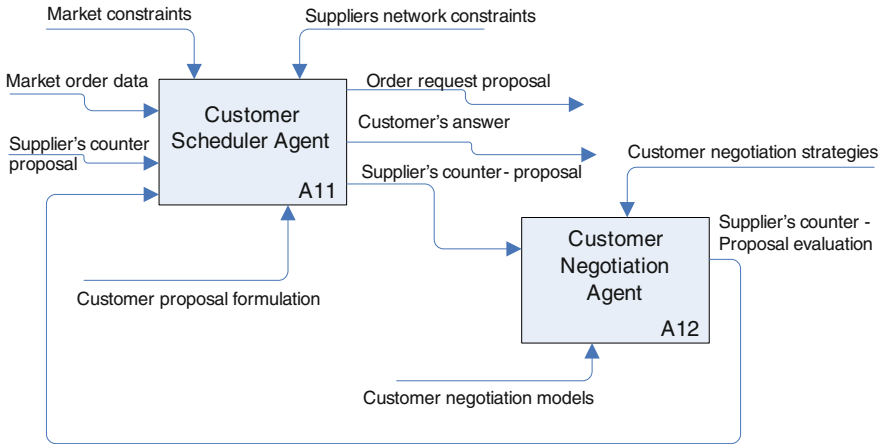 Market constraints
Suppliers network constraints
Market order data
Order request proposal
Customer
Scheduler Agent
Customer's answer
Supplier's counter
proposal
Supplier's counter - proposal
Customer negotiation strategies
A11
Supplier's counter -
Proposal evaluation
Customer
Negotiation
Agent
Customer proposal formulation
A12
Customer negotiation models